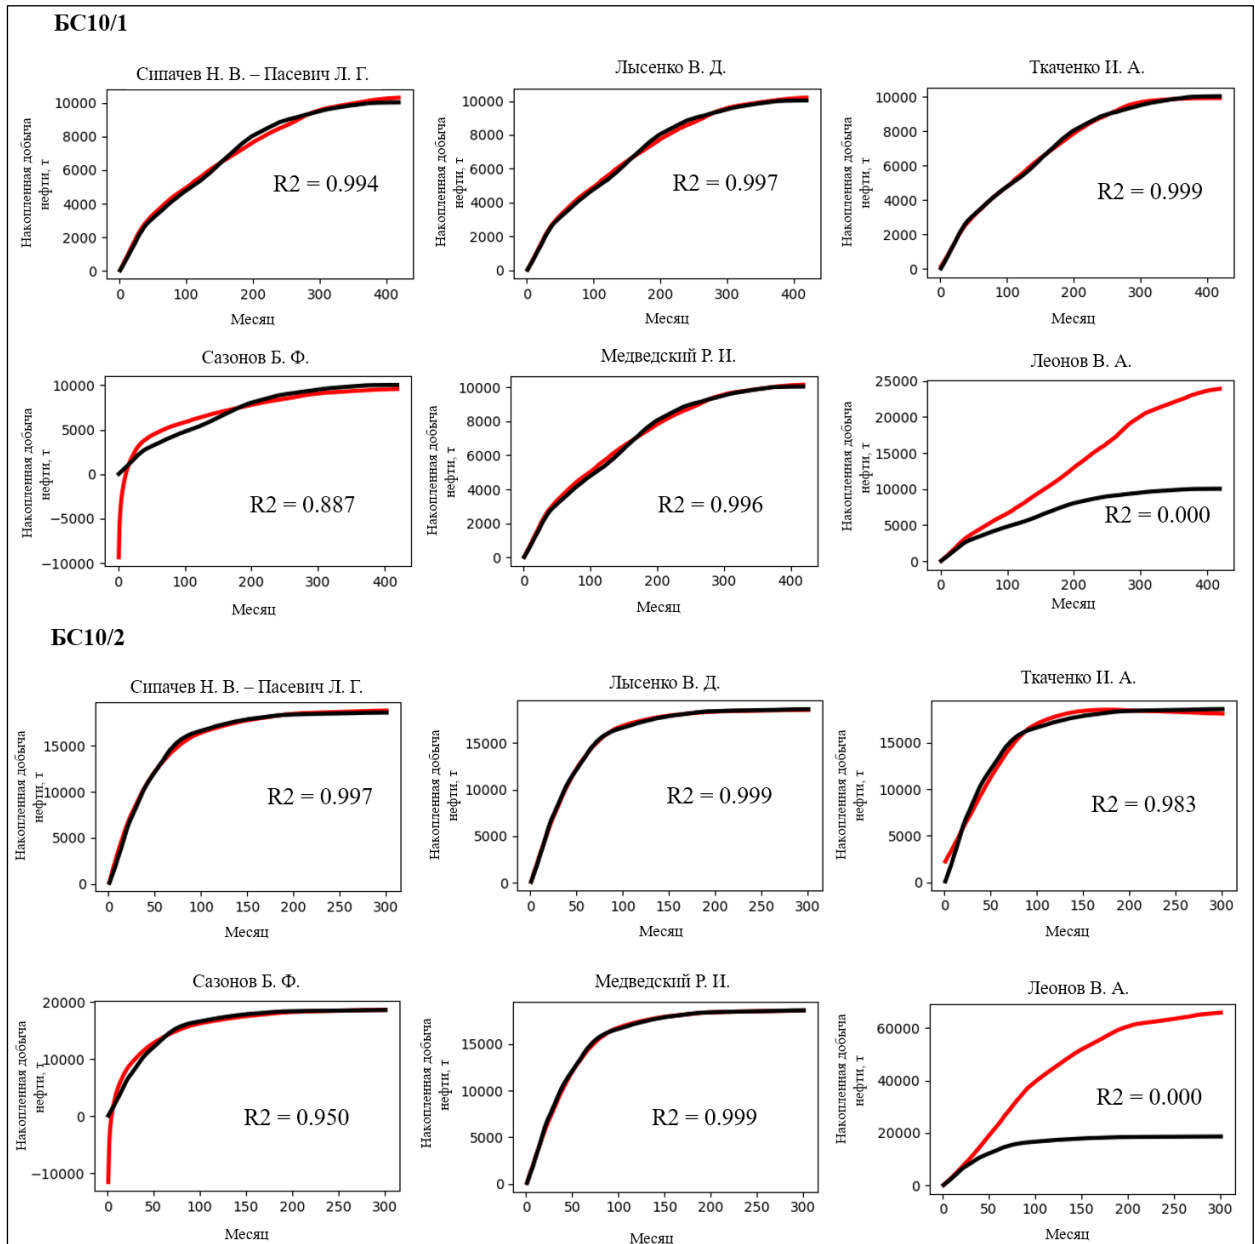 БС10/1
Сипачев Н. В. – Пасевич Л. Г.
Накопленная добыча
нефти, т
10000
8000
6000
4000
2000
0
R2 = 0.994
0 100 200 300 400
Месяц
Лысенко В. Д.
Накопленная добыча
нефти, т
10000
8000
6000
4000
2000
0
R2 = 0.997
0 100 200 300 400
Месяц
Ткаченко И. А.
Накопленная добыча
нефти, т
10000
8000
6000
4000
2000
0
R2 = 0.999
0 100 200 300 400
Месяц
Сазонов Б. Ф.
Накопленная добыча
нефти, т
10000
5000
0
−5000
−10000
R2 = 0.887
0 100 200 300 400
Месяц
Медведский Р. И.
Накопленная добыча
нефти, т
10000
8000
6000
4000
2000
0
R2 = 0.996
0 100 200 300 400
Месяц
Леонов В. А.
Накопленная добыча
нефти, т
25000
20000
15000
10000
5000
0
R2 = 0.000
0 100 200 300 400
Месяц
БС10/2
Сипачев Н. В. – Пасевич Л. Г.
Накопленная добыча
нефти, т
15000
10000
5000
0
R2 = 0.997
0 50 100 150 200 250 300
Месяц
Лысенко В. Д.
Накопленная добыча
нефти, т
15000
10000
5000
0
R2 = 0.999
0 50 100 150 200 250 300
Месяц
Ткаченко И. А.
Накопленная добыча
нефти, т
15000
10000
5000
0
R2 = 0.983
0 50 100 150 200 250 300
Месяц
Сазонов Б. Ф.
Накопленная добыча
нефти, т
20000
10000
0
−10000
R2 = 0.950
0 50 100 150 200 250 300
Месяц
Медведский Р. И.
Накопленная добыча
нефти, т
15000
10000
5000
0
R2 = 0.999
0 50 100 150 200 250 300
Месяц
Леонов В. А.
Накопленная добыча
нефти, т
60000
40000
20000
0
R2 = 0.000
0 50 100 150 200 250 300
Месяц